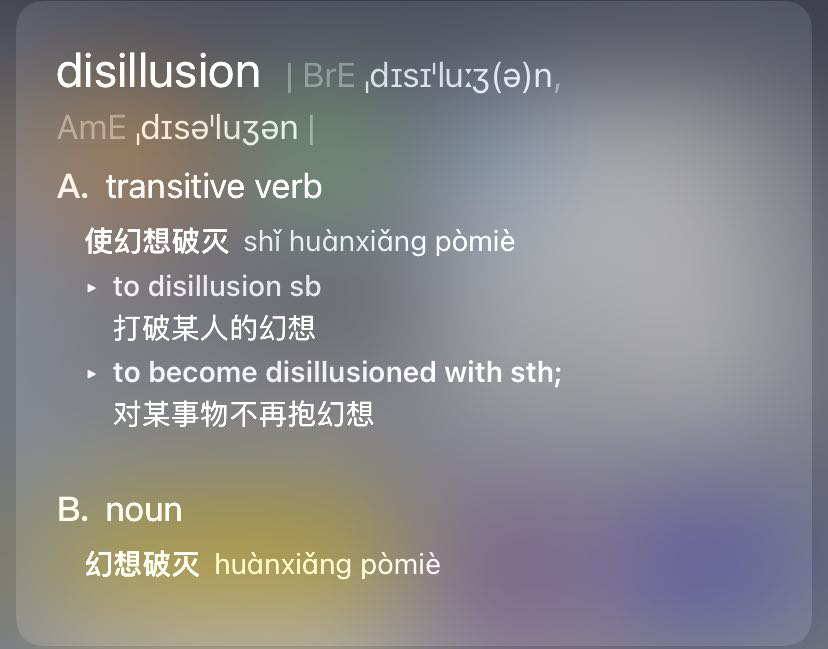 disillusion | BrE ˌdɪsɪˈluːʒ(ə)n,
AmE ˌdɪsəˈluʒən |
A. transitive verb
使幻想破灭 shǐ huànxiǎng pòmiè
▸ to disillusion sb
打破某人的幻想
▸ to become disillusioned with sth;
对某事物不再抱幻想
B. noun
幻想破灭 huànxiǎng pòmiè